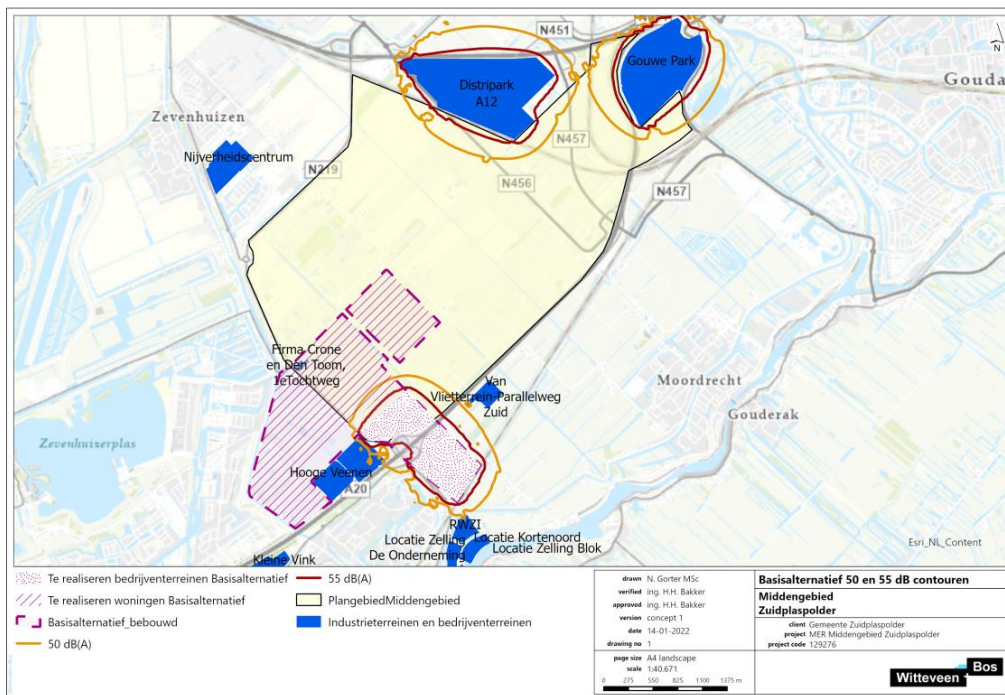 N451
Gouwe Park
Gouda
N
Distripark
A12
Zevenhuizen
Nijverheidscentrum
N219
N457
N456
N457
Firma Crone
en Den Toom,
1eTochtweg
Van
Vlietterrein-Parallelweg
Zuid
Moordrecht
Gouderak
Zevenhuizerplas
Hooge Veenen
A20
RWZI
Locatie Zelling
Locatie Kortenoord
De Onderneming
Locatie Zelling Blok
Kleine Vink
Esri_NL_Content
Te realiseren bedrijventerreinen Basisalternatief
Te realiseren woningen Basisalternatief
Basisalternatief_bebouwd
50 dB(A)
55 dB(A)
PlangebiedMiddengebied
Industrieterreinen en bedrijventerreinen
drawn N. Gorter MSc
verified ing. H.H. Bakker
approved ing. H.H. Bakker
version concept 1
date 14-01-2022
drawing no 1
page size A4 landscape
scale 1:40.671
0 275 550 825 1100 1375 m
Basisalternatief 50 en 55 dB contouren
Middengebied
Zuidplaspolder
client Gemeente Zuidplaspolder
project MER Middengebied Zuidplaspolder
project code 129276
Witteveen Bos